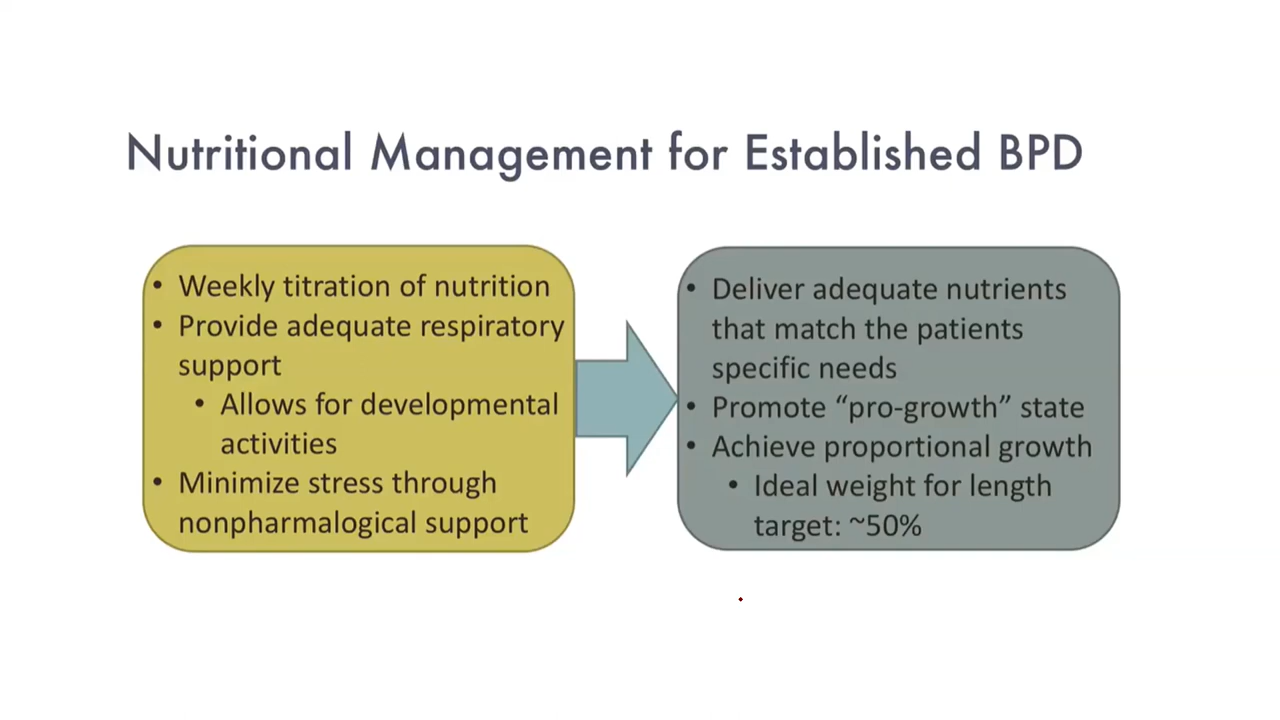 Nutritional Management for Established BPD
• Weekly titration of nutrition
• Provide adequate respiratory
support
• Allows for developmental
activities
• Minimize stress through
nonpharmalogical support
• Deliver adequate nutrients
that match the patients
specific needs
• Promote “pro-growth” state
• Achieve proportional growth
• Ideal weight for length
target: ~50%